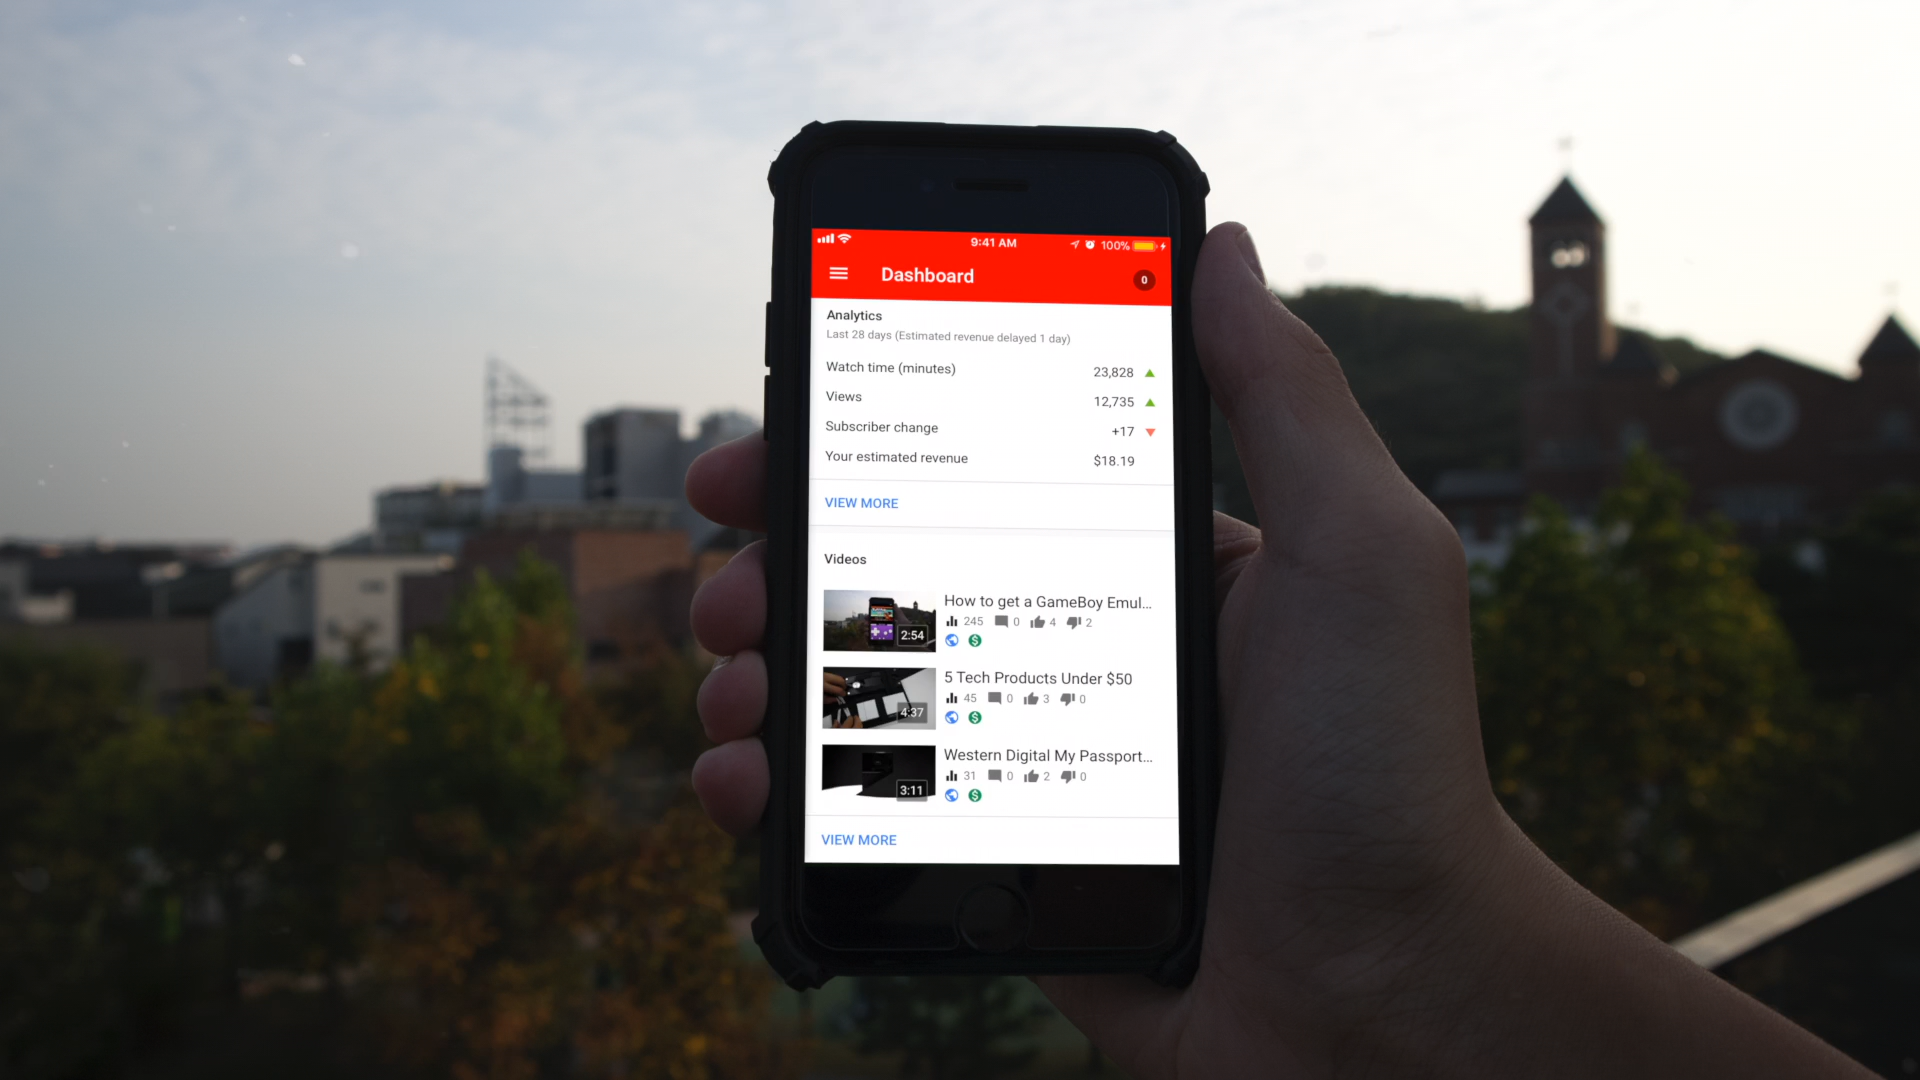 9:41 AM
100%
Dashboard
0
Analytics
Last 28 days (Estimated revenue delayed 1 day)
Watch time (minutes) 23,828
Views 12,735
Subscriber change +17
Your estimated revenue $18.19
VIEW MORE
Videos
2:54
How to get a GameBoy Emul...
245 0 4 2
4:37
5 Tech Products Under $50
45 0 3 0
3:11
Western Digital My Passport...
31 0 2 0
VIEW MORE